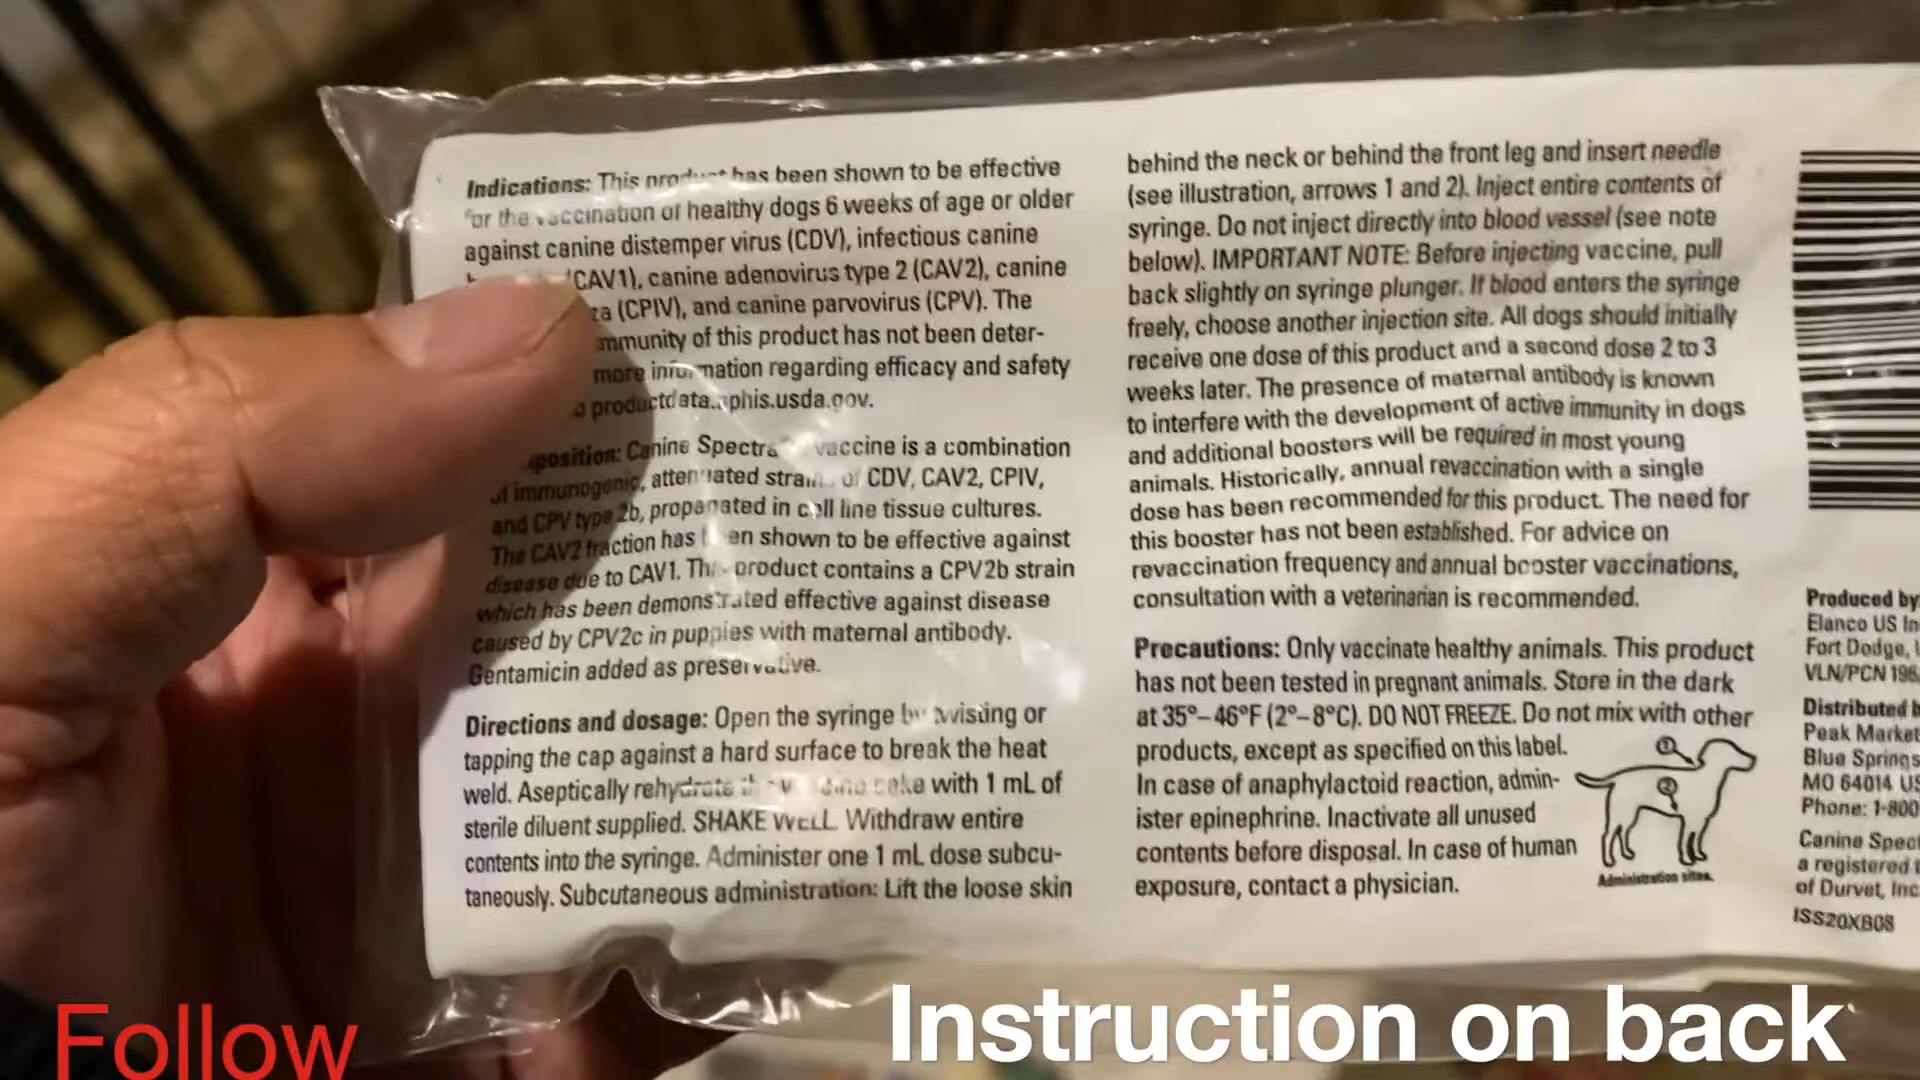 Indications: This product has been shown to be effective
for the vaccination of healthy dogs 6 weeks of age or older
against canine distemper virus (CDV), infectious canine
(CAV1), canine adenovirus type 2 (CAV2), canine
za (CPIV), and canine parvovirus (CPV). The
mmunity of this product has not been deter-
more information regarding efficacy and safety
o productdata.aphis.usda.gov.
position: Canine Spectra vaccine is a combination
of immunogenic, attenuated strains of CDV, CAV2, CPIV,
and CPV type 2b, propagated in cell line tissue cultures.
The CAV2 fraction has been shown to be effective against
disease due to CAV1. This product contains a CPV2b strain
which has been demonstrated effective against disease
caused by CPV2c in puppies with maternal antibody.
Gentamicin added as preservative.
Directions and dosage: Open the syringe by twisting or
tapping the cap against a hard surface to break the heat
weld. Aseptically rehydrate the vaccine cake with 1 mL of
sterile diluent supplied. SHAKE WELL. Withdraw entire
contents into the syringe. Administer one 1 mL dose subcu-
taneously. Subcutaneous administration: Lift the loose skin
behind the neck or behind the front leg and insert needle
(see illustration, arrows 1 and 2). Inject entire contents of
syringe. Do not inject directly into blood vessel (see note
below). IMPORTANT NOTE: Before injecting vaccine, pull
back slightly on syringe plunger. If blood enters the syringe
freely, choose another injection site. All dogs should initially
receive one dose of this product and a second dose 2 to 3
weeks later. The presence of maternal antibody is known
to interfere with the development of active immunity in dogs
and additional boosters will be required in most young
animals. Historically, annual revaccination with a single
dose has been recommended for this product. The need for
this booster has not been established. For advice on
revaccination frequency and annual booster vaccinations,
consultation with a veterinarian is recommended.
Precautions: Only vaccinate healthy animals. This product
has not been tested in pregnant animals. Store in the dark
at 35°–46°F (2°–8°C). DO NOT FREEZE. Do not mix with other
products, except as specified on this label.
In case of anaphylactoid reaction, admin-
ister epinephrine. Inactivate all unused
contents before disposal. In case of human
exposure, contact a physician.
1
2
Administration sites.
Produced by
Elanco US In
Fort Dodge, 
VLN/PCN 196
Distributed b
Peak Market
Blue Springs
MO 64014 US
Phone: 1-800
Canine Spect
a registered t
of Durvet, Inc
ISS20XB08
Follow
Instruction on back